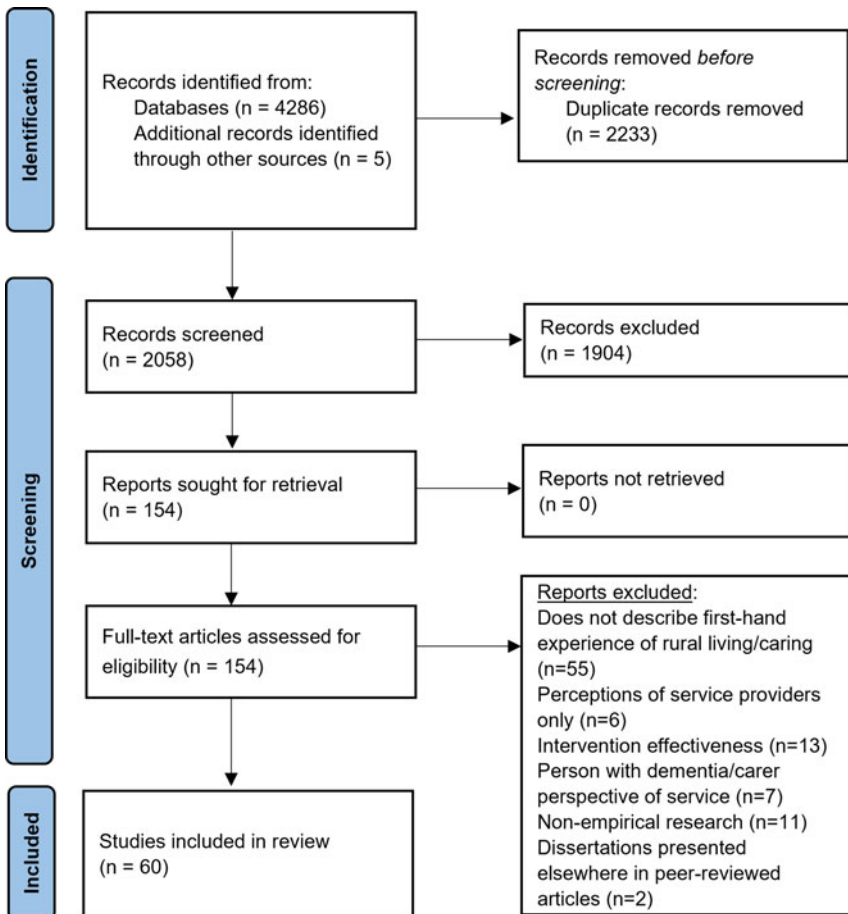 Identification
Records identified from:
Databases (n = 4286)
Additional records identified
through other sources (n = 5)
Records removed before
screening:
Duplicate records removed
(n = 2233)
Screening
Records screened
(n = 2058)
Records excluded
(n = 1904)
Reports sought for retrieval
(n = 154)
Reports not retrieved
(n = 0)
Full-text articles assessed for
eligibility (n = 154)
Reports excluded:
Does not describe first-hand
experience of rural living/caring
(n=55)
Perceptions of service providers
only (n=6)
Intervention effectiveness (n=13)
Person with dementia/carer
perspective of service (n=7)
Non-empirical research (n=11)
Dissertations presented
elsewhere in peer-reviewed
articles (n=2)
Included
Studies included in review
(n = 60)